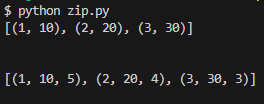 $ python zip.py
[(1, 10), (2, 20), (3, 30)]
[(1, 10, 5), (2, 20, 4), (3, 30, 3)]